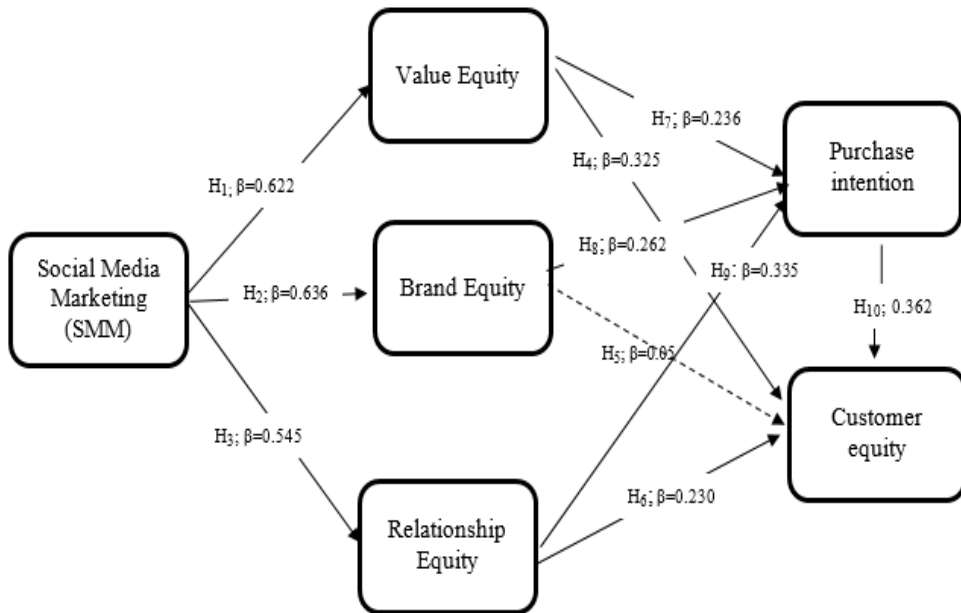 Value Equity
H₇; β=0.236
H₄; β=0.325
Purchase
intention
H₁; β=0.622
H₈; β=0.262
Social Media
Marketing
(SMM)
H₂; β=0.636
Brand Equity
H₉: β=0.335
H₁₀; 0.362
H₅; β=0.05
H₃; β=0.545
Customer
equity
H₆; β=0.230
Relationship
Equity